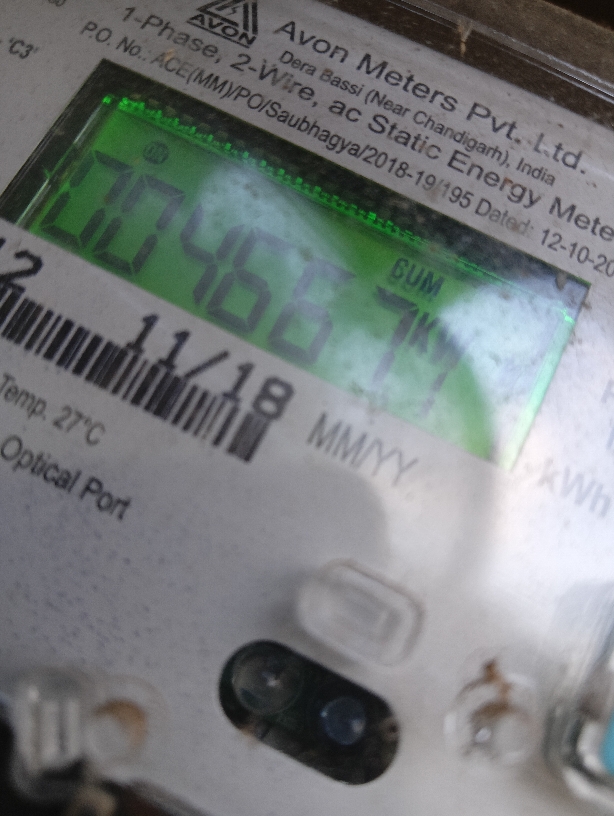 'C3'
AVON
Avon Meters Pvt. Ltd.
Dera Bassi (Near Chandigarh), India
1-Phase, 2-Wire, ac Static Energy Mete
P.O. No.: ACE(MM)/PO/Saubhagya/2018-19/195 Dated: 12-10-20
CUM
KW
11/18
MM/YY
kWh
Temp. 27°C
Optical Port